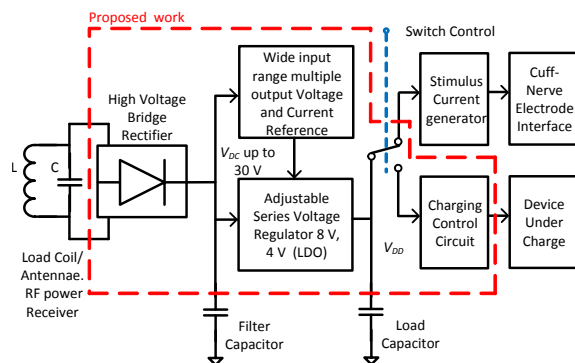 Proposed work
Switch Control
Wide input
range multiple
output Voltage
and Current
Reference
Stimulus
Current
generator
Cuff-
Nerve
Electrode
Interface
High Voltage
Bridge
Rectifier
L
C
VDC up to
30 V
Adjustable
Series Voltage
Regulator 8 V,
4 V (LDO)
VDD
Charging
Control
Circuit
Device
Under
Charge
Load Coil/
Antennae.
RF power
Receiver
Filter
Capacitor
Load
Capacitor